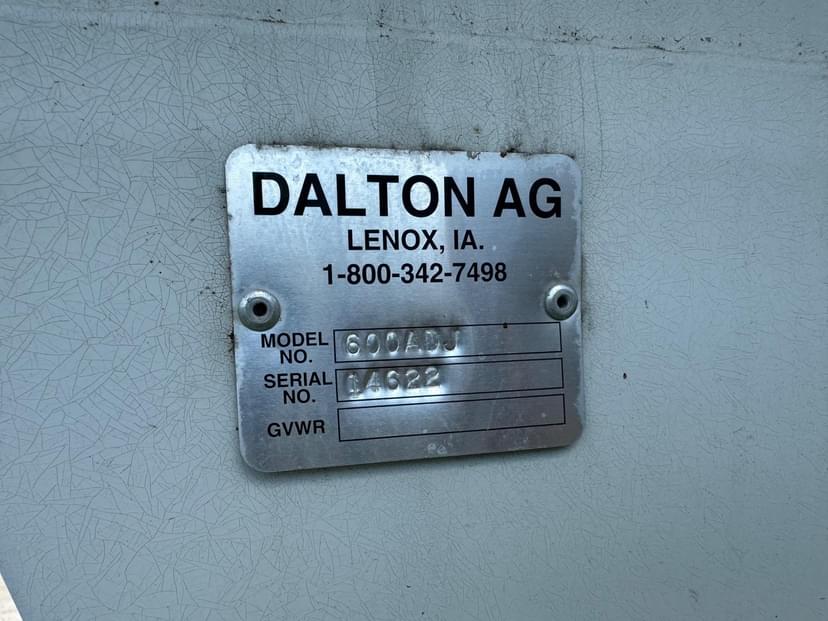 DALTON AG
LENOX, IA.
1-800-342-7498
MODEL NO. 600ADJ
SERIAL NO. 14622
GVWR